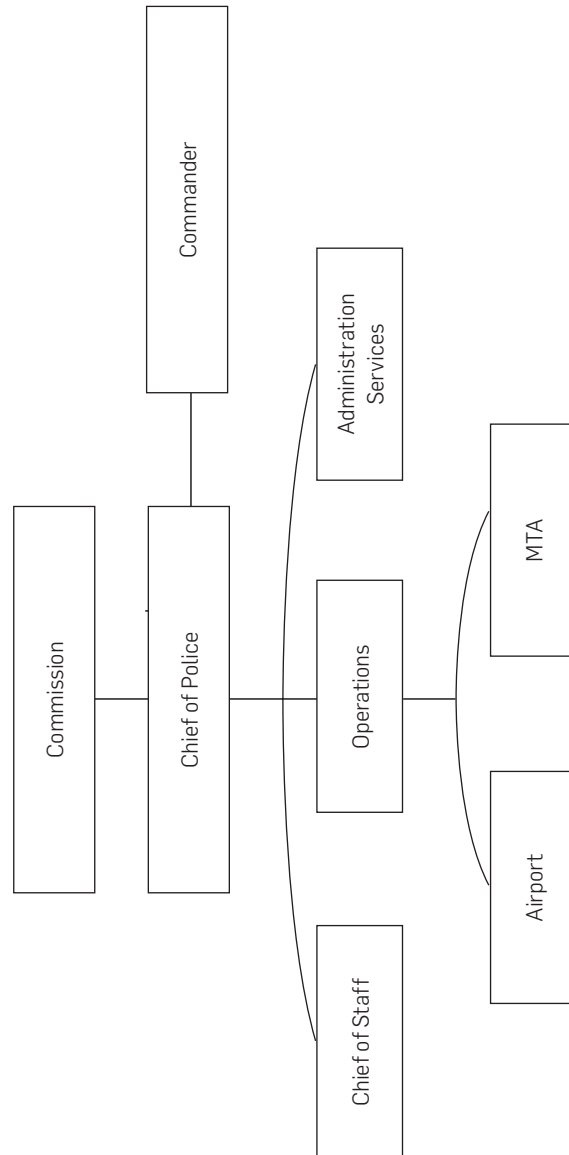 Commission
Chief of Police
Commander
Chief of Staff
Operations
Administration
Services
Airport
MTA